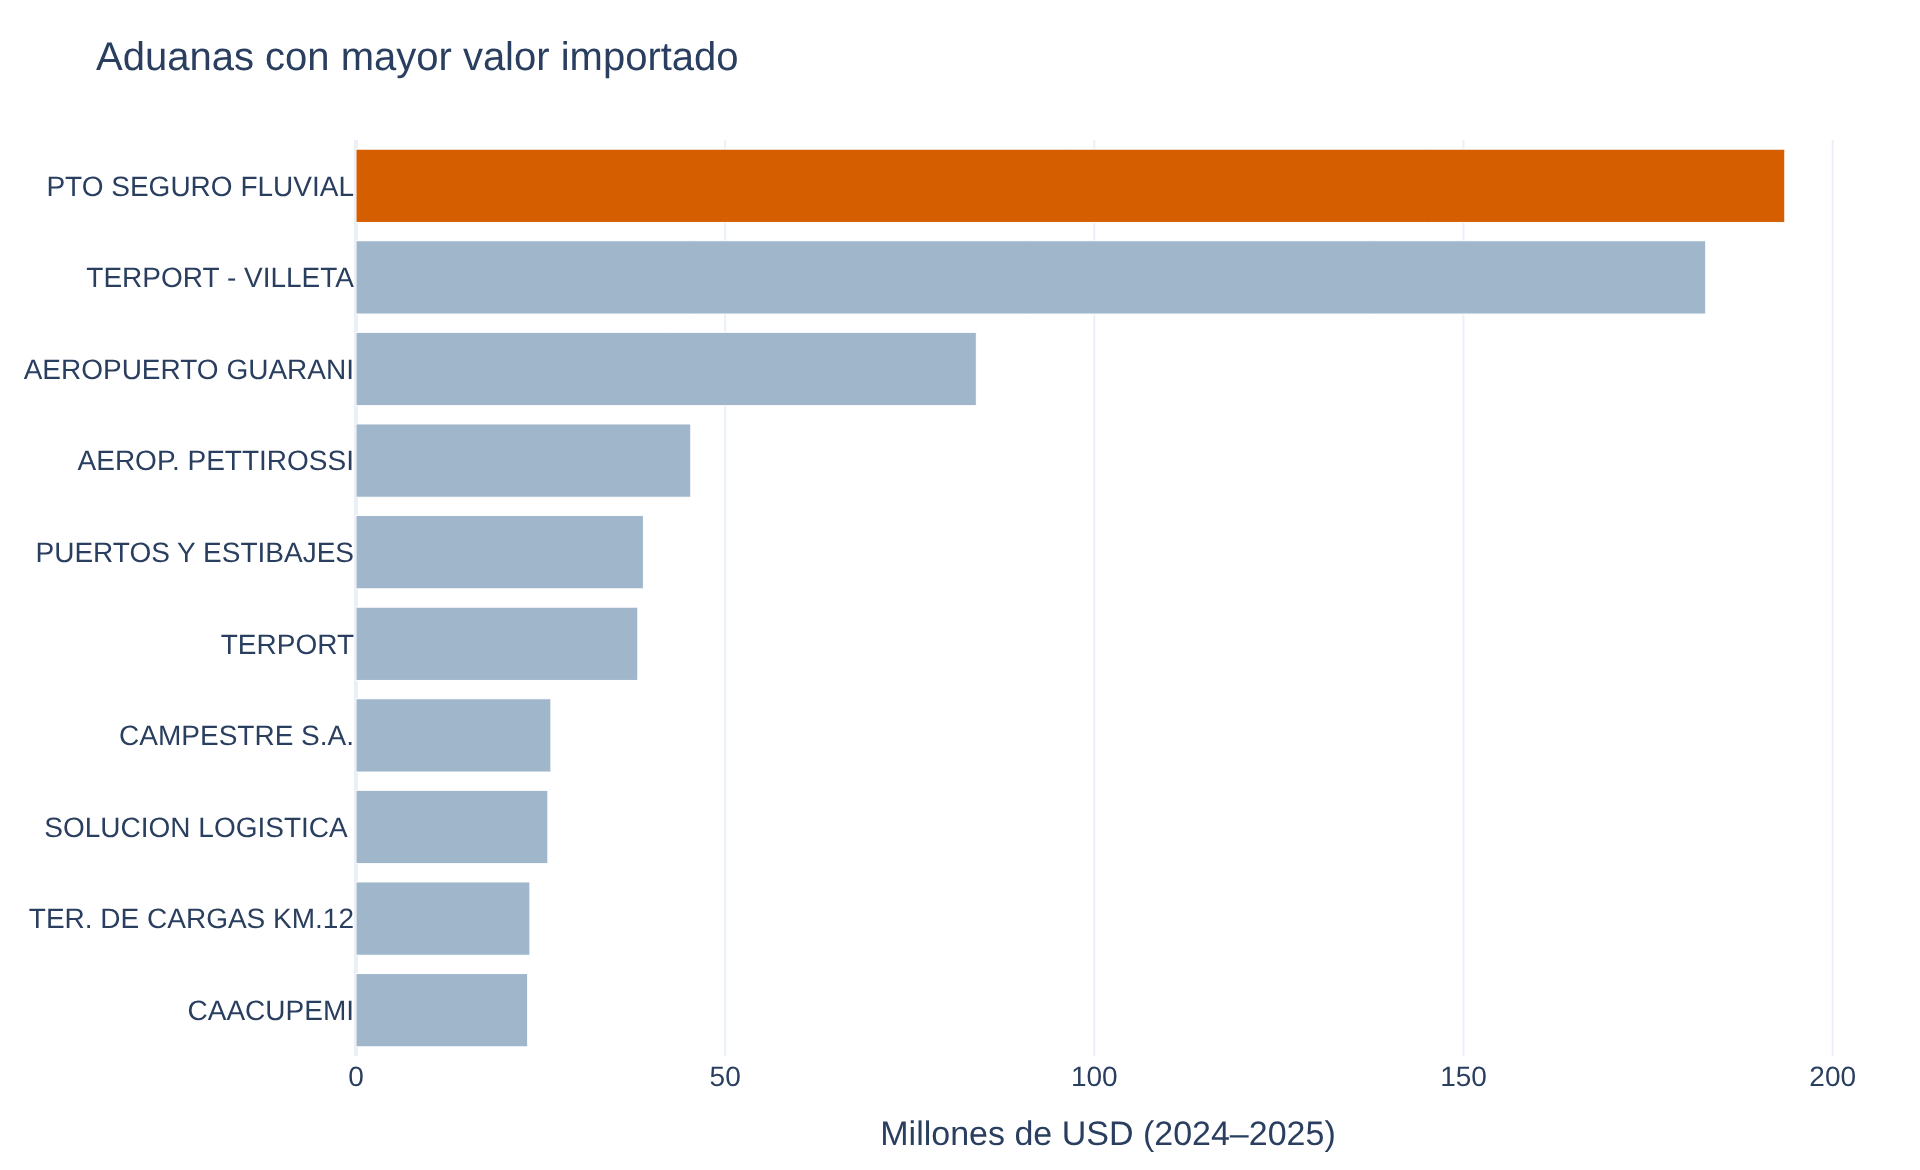 Aduanas con mayor valor importado
PTO SEGURO FLUVIAL
TERPORT - VILLETA
AEROPUERTO GUARANI
AEROP. PETTIROSSI
PUERTOS Y ESTIBAJES
TERPORT
CAMPESTRE S.A.
SOLUCION LOGISTICA
TER. DE CARGAS KM.12
CAACUPEMI
0 50 100 150 200
Millones de USD (2024–2025)